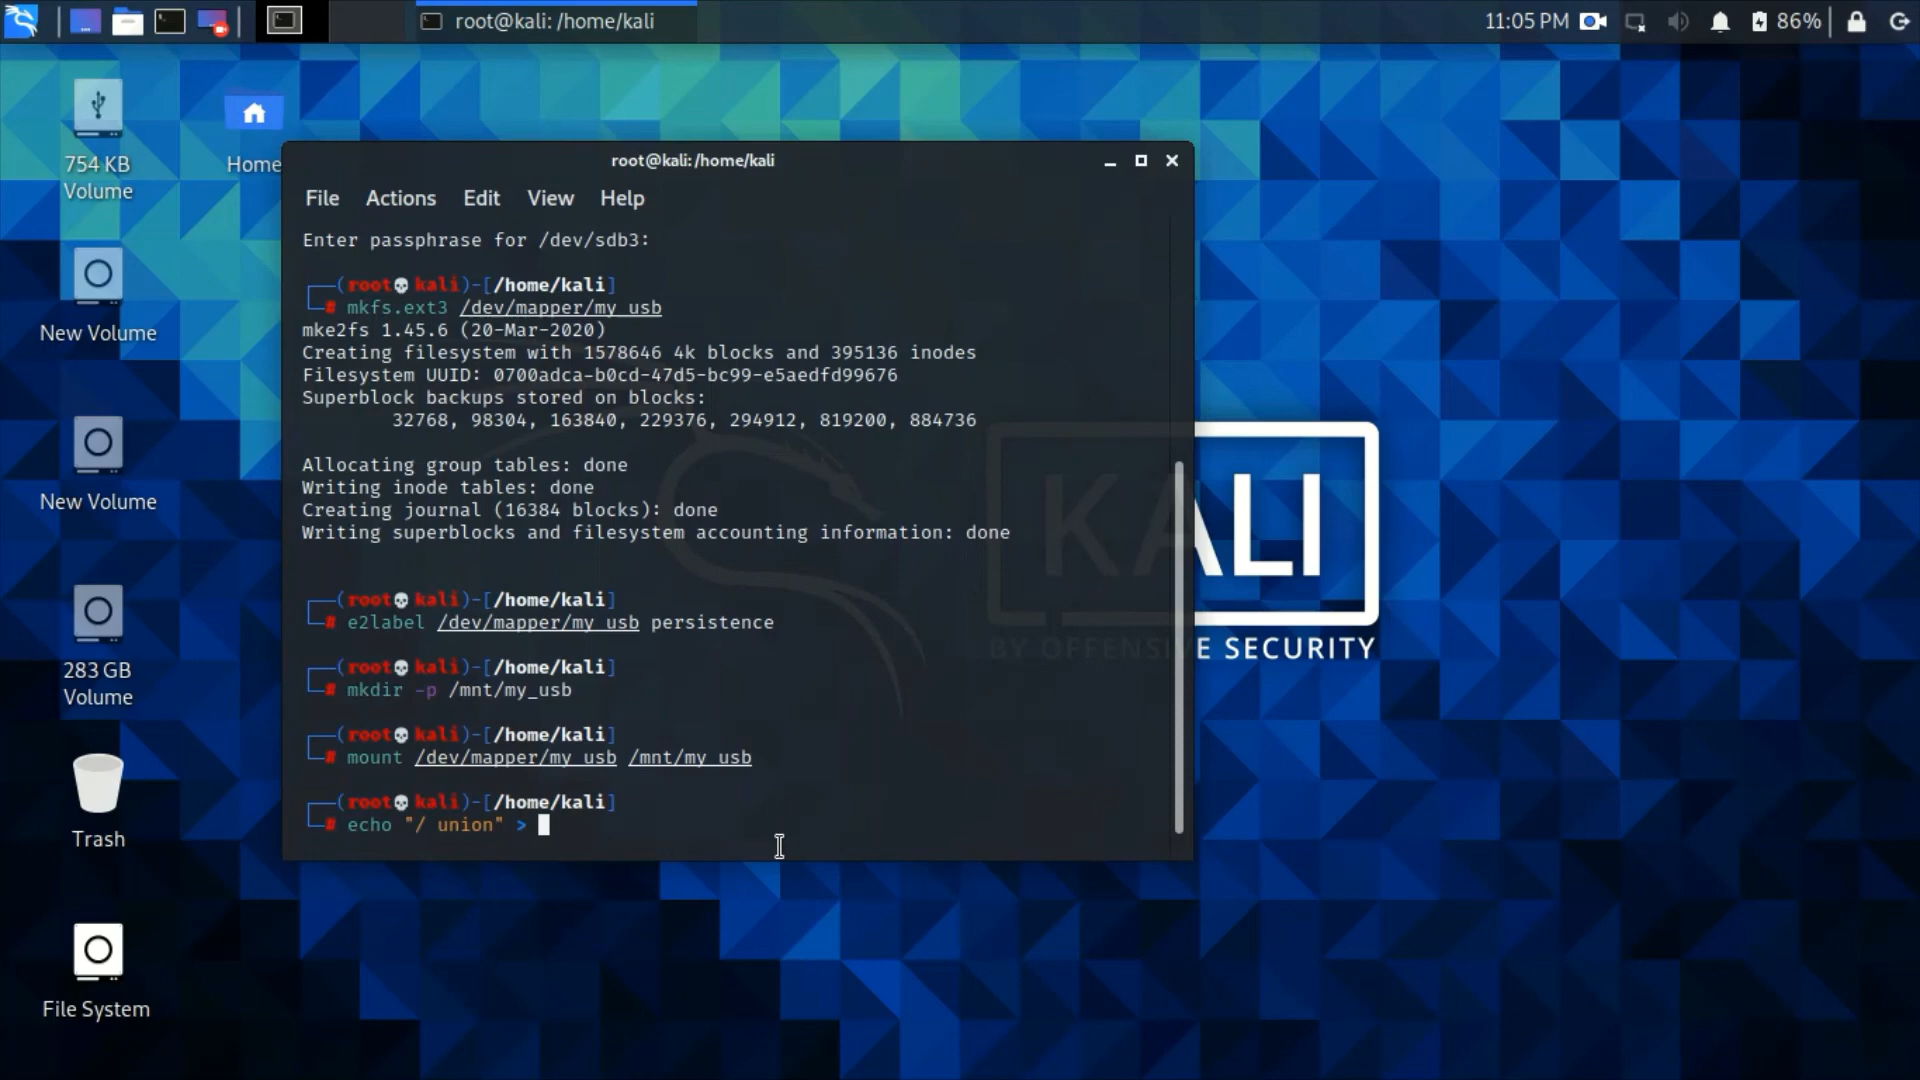 root@kali: /home/kali
11:05 PM
86%
754 KB
Volume
Home
New Volume
New Volume
283 GB
Volume
Trash
File System
root@kali:/home/kali
File Actions Edit View Help
Enter passphrase for /dev/sdb3:
(root💀kali)-[/home/kali]
# mkfs.ext3 /dev/mapper/my_usb
mke2fs 1.45.6 (20-Mar-2020)
Creating filesystem with 1578646 4k blocks and 395136 inodes
Filesystem UUID: 0700adca-b0cd-47d5-bc99-e5aedfd99676
Superblock backups stored on blocks:
32768, 98304, 163840, 229376, 294912, 819200, 884736
Allocating group tables: done
Writing inode tables: done
Creating journal (16384 blocks): done
Writing superblocks and filesystem accounting information: done
(root💀kali)-[/home/kali]
# e2label /dev/mapper/my_usb persistence
(root💀kali)-[/home/kali]
# mkdir -p /mnt/my_usb
(root💀kali)-[/home/kali]
# mount /dev/mapper/my_usb /mnt/my_usb
(root💀kali)-[/home/kali]
# echo "/ union" >
KALI
BY OFFENSIVE SECURITY